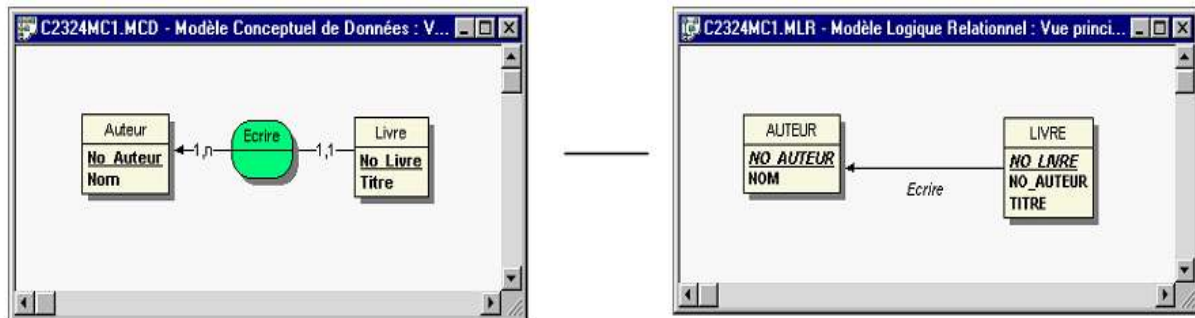 C2324MC1.MCD - Modèle Conceptuel de Données : V...
Auteur
No_Auteur
Nom
1,n
Ecrire
1,1
Livre
No_Livre
Titre
C2324MC1.MLR - Modèle Logique Relationnel : Vue princi...
AUTEUR
NO_AUTEUR
NOM
Ecrire
LIVRE
NO_LIVRE
NO_AUTEUR
TITRE